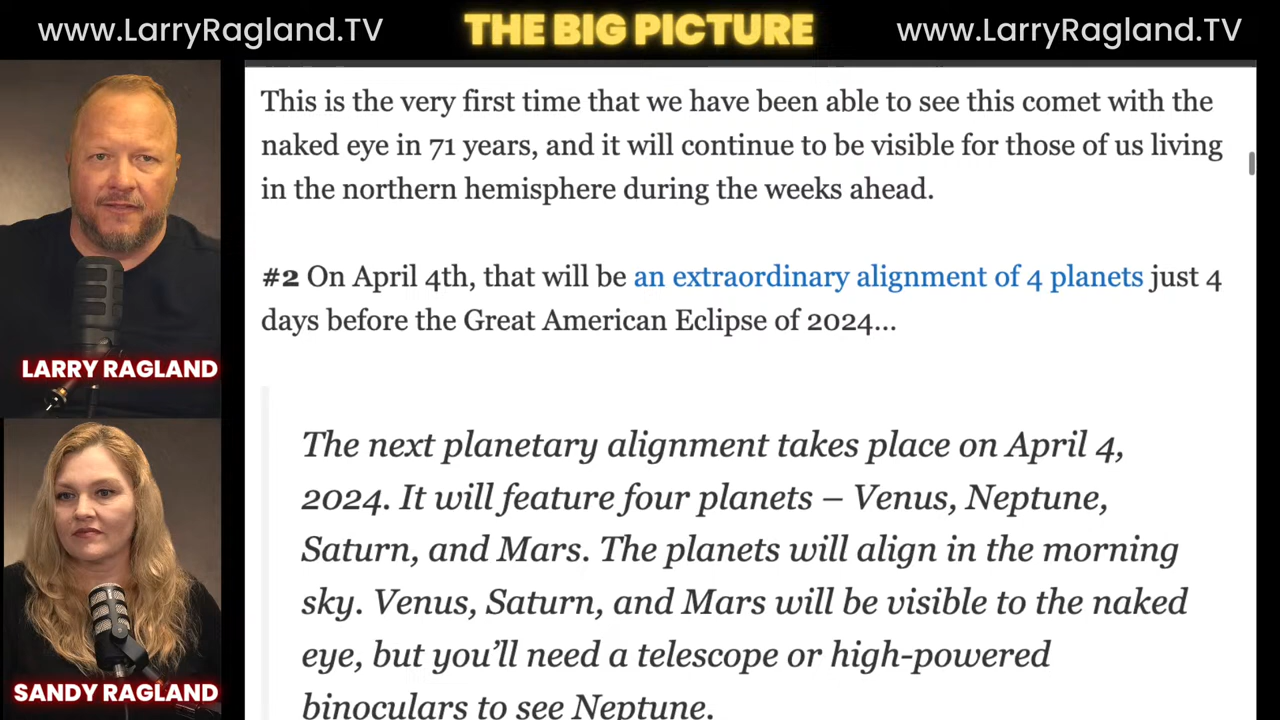 www.LarryRagland.TV
THE BIG PICTURE
www.LarryRagland.TV
This is the very first time that we have been able to see this comet with the
naked eye in 71 years, and it will continue to be visible for those of us living
in the northern hemisphere during the weeks ahead.
#2 On April 4th, that will be an extraordinary alignment of 4 planets just 4
days before the Great American Eclipse of 2024…
The next planetary alignment takes place on April 4,
2024. It will feature four planets – Venus, Neptune,
Saturn, and Mars. The planets will align in the morning
sky. Venus, Saturn, and Mars will be visible to the naked
eye, but you’ll need a telescope or high-powered
binoculars to see Neptune.
LARRY RAGLAND
SANDY RAGLAND